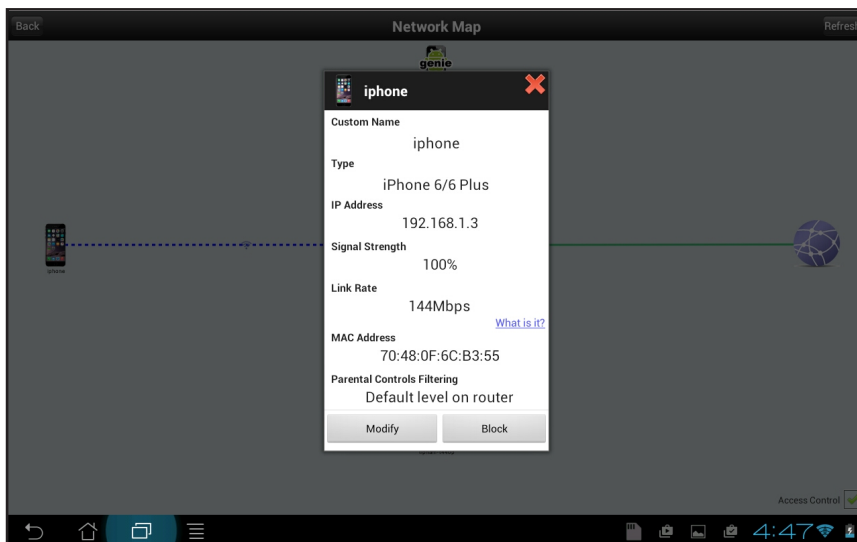 Back
Network Map
Refresh
genie
iphone
Custom Name
iphone
Type
iPhone 6/6 Plus
IP Address
192.168.1.3
Signal Strength
100%
Link Rate
144Mbps
What is it?
MAC Address
70:48:0F:6C:B3:55
Parental Controls Filtering
Default level on router
Modify
Block
iphone
Access Control
4:47